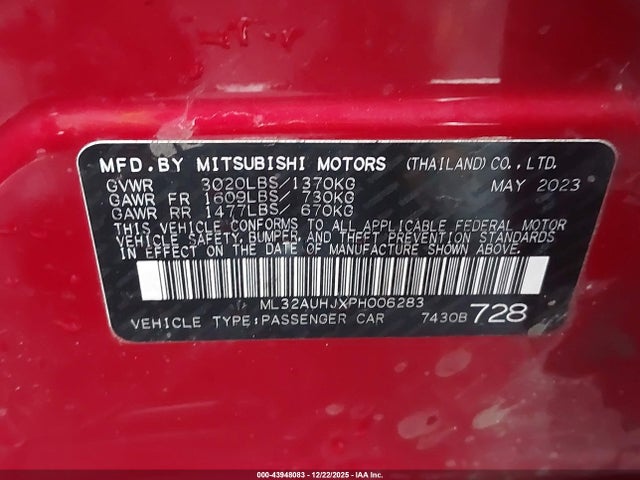 MFD.BY MITSUBISHI MOTORS (THAILAND) CO., LTD.
GVWR 3020LBS/1370KG MAY 2023
GAWR FR 1609LBS/ 730KG
GAWR RR 1477LBS/ 670KG
THIS VEHICLE CONFORMS TO ALL APPLICABLE FEDERAL MOTOR
VEHICLE SAFETY, BUMPER, AND THEFT PREVENTION STANDARDS
IN EFFECT ON THE DATE OF MANUFACTURE SHOWN ABOVE.
ML32AUHJXPH006283
VEHICLE TYPE:PASSENGER CAR 7430B 728
000-43948083 - 12/22/2025 - IAA Inc.